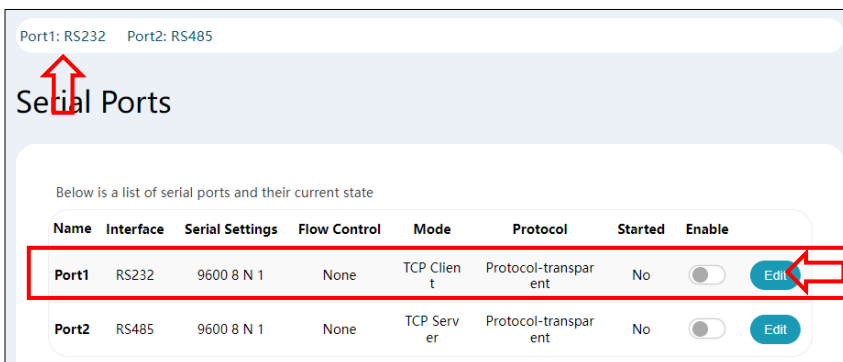 Port1: RS232 Port2: RS485
Serial Ports
Below is a list of serial ports and their current state
Name Interface Serial Settings Flow Control Mode Protocol Started Enable
Port1 RS232 9600 8 N 1 None TCP Clien
t Protocol-transpar
ent No Edit
Port2 RS485 9600 8 N 1 None TCP Serv
er Protocol-transpar
ent No Edit